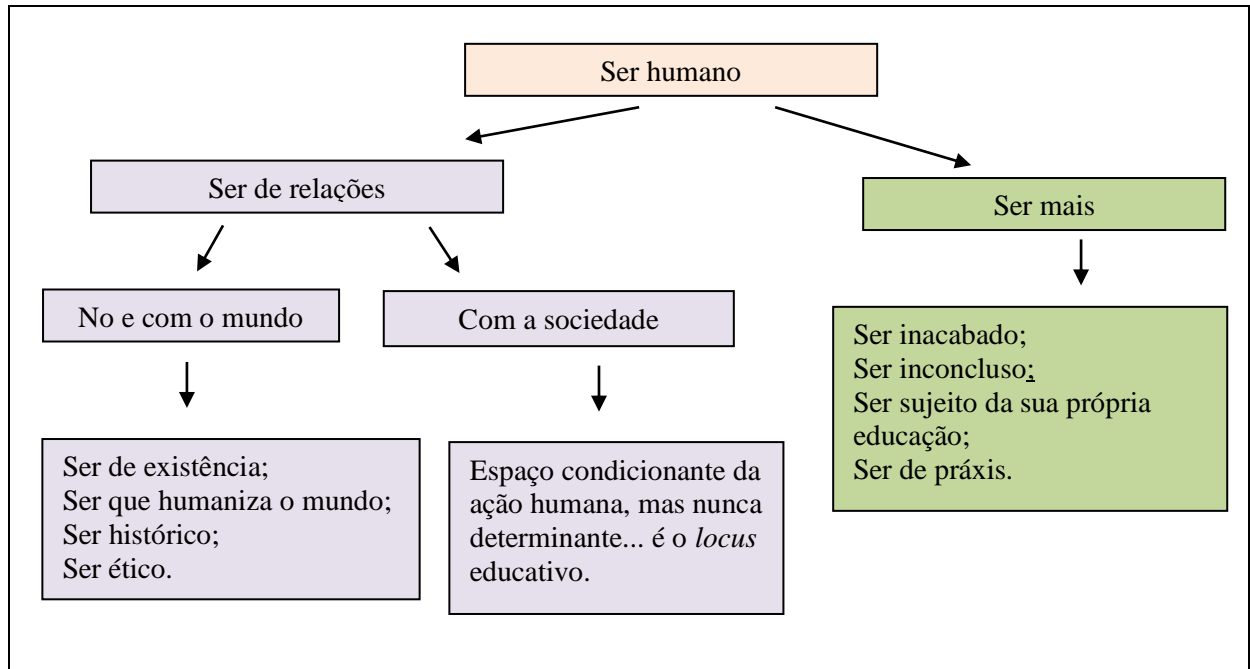 Ser humano
Ser de relações
Ser mais
No e com o mundo
Com a sociedade
Ser de existência;
Ser que humaniza o mundo;
Ser histórico;
Ser ético.
Espaço condicionante da
ação humana, mas nunca
determinante... é o locus
educativo.
Ser inacabado;
Ser inconcluso;
Ser sujeito da sua própria
educação;
Ser de práxis.